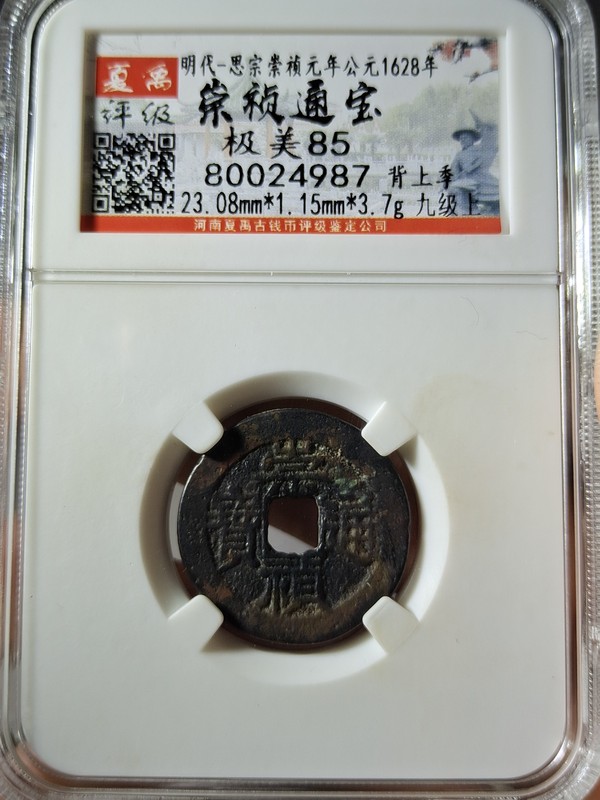 夏禹
评级
明代-思宗崇祯元年公元1628年
崇祯通宝
极美85
80024987 背上季
23.08mm*1.15mm*3.7g 九级上
河南夏禹古钱币评级鉴定公司
崇禎通寳